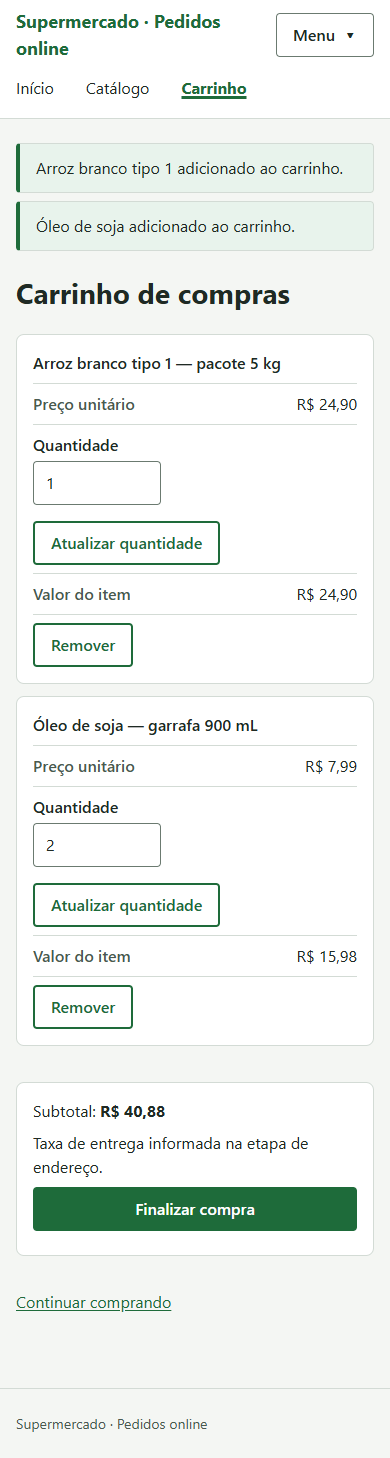 Supermercado · Pedidos
online
Menu ▼
Início Catálogo Carrinho
Arroz branco tipo 1 adicionado ao carrinho.
Óleo de soja adicionado ao carrinho.
Carrinho de compras
Arroz branco tipo 1 — pacote 5 kg
Preço unitário R$ 24,90
Quantidade
1
Atualizar quantidade
Valor do item R$ 24,90
Remover
Óleo de soja — garrafa 900 mL
Preço unitário R$ 7,99
Quantidade
2
Atualizar quantidade
Valor do item R$ 15,98
Remover
Subtotal: R$ 40,88
Taxa de entrega informada na etapa de
endereço.
Finalizar compra
Continuar comprando
Supermercado · Pedidos online